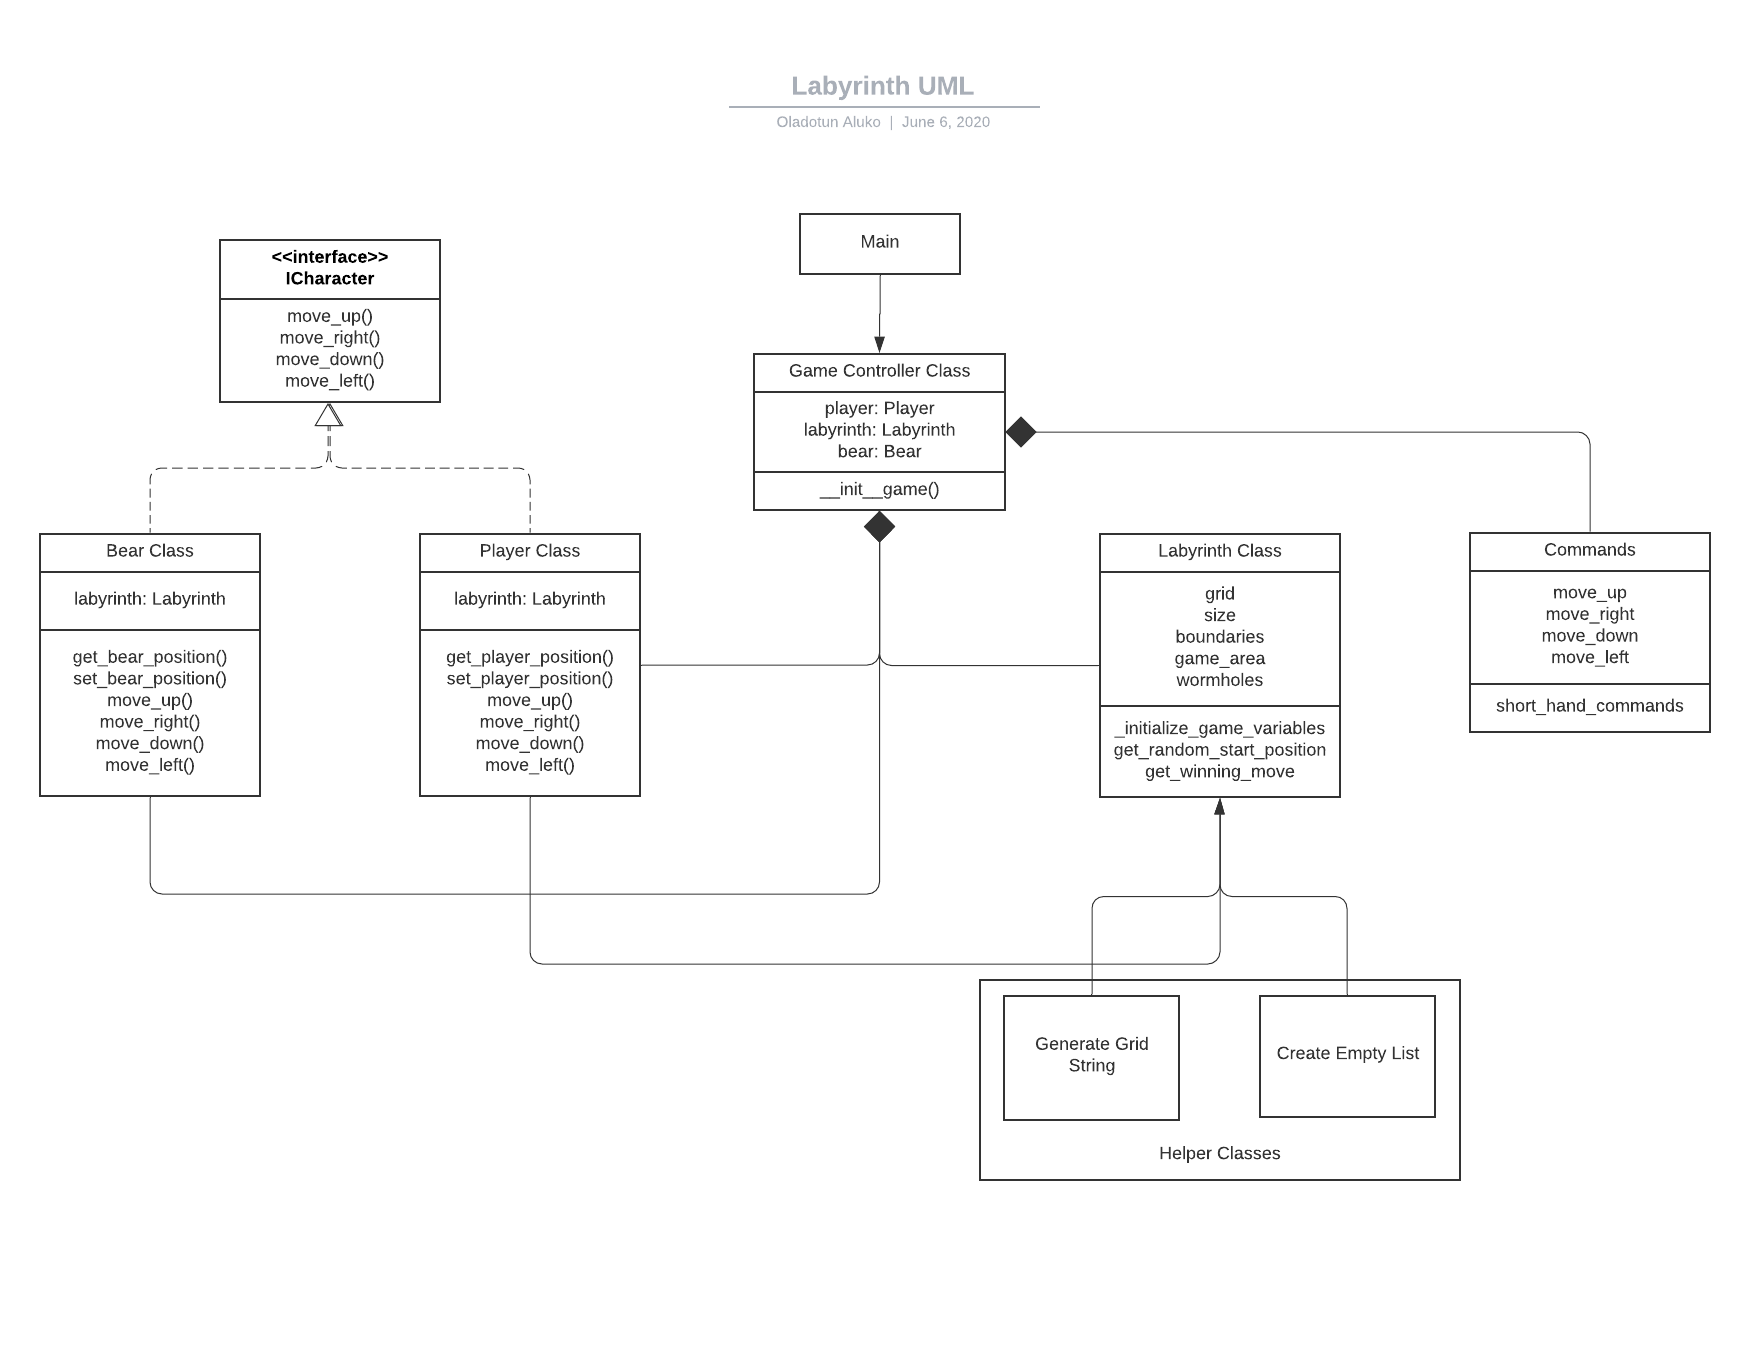 Labyrinth UML
Oladotun Aluko | June 6, 2020
Main
<<interface>>
ICharacter
move_up()
move_right()
move_down()
move_left()
Game Controller Class
player: Player
labyrinth: Labyrinth
bear: Bear
__init__game()
Bear Class
labyrinth: Labyrinth
get_bear_position()
set_bear_position()
move_up()
move_right()
move_down()
move_left()
Player Class
labyrinth: Labyrinth
get_player_position()
set_player_position()
move_up()
move_right()
move_down()
move_left()
Labyrinth Class
grid
size
boundaries
game_area
wormholes
_initialize_game_variables
get_random_start_position
get_winning_move
Commands
move_up
move_right
move_down
move_left
short_hand_commands
Generate Grid
String
Create Empty List
Helper Classes